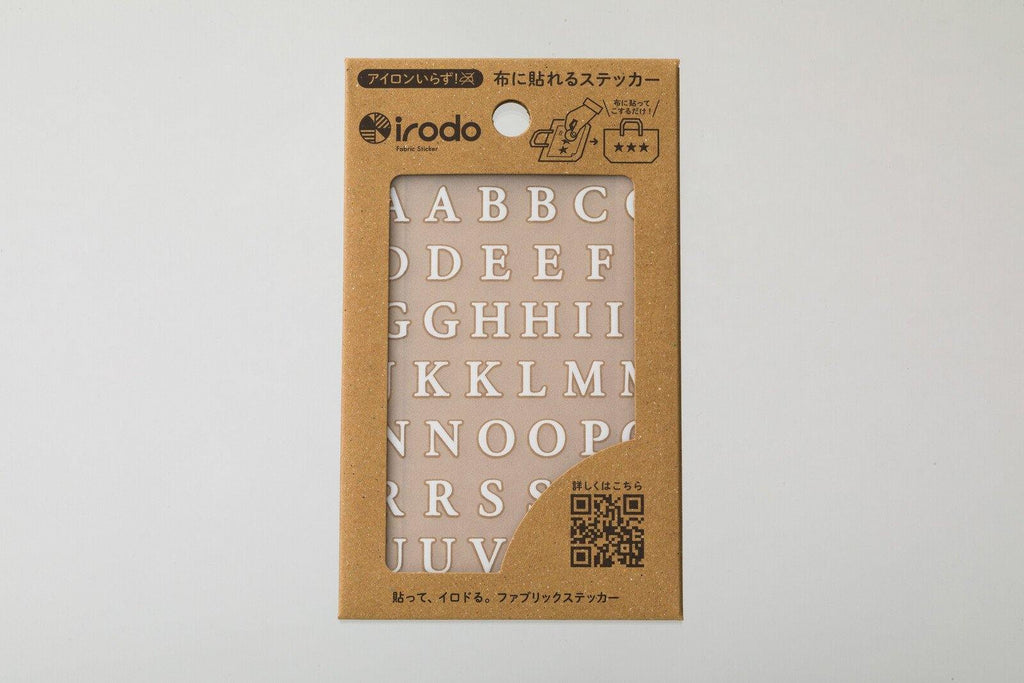 アイロンいらず!
布に貼れるステッカー
irodo
Fabric Sticker
布に貼って
こするだけ!
A A B B C C
D D E E F
G G H H I I
J K K L M M
N N O O P
R R S S
U U V
詳しくはこちら
貼って、イロドる。ファブリックステッカー